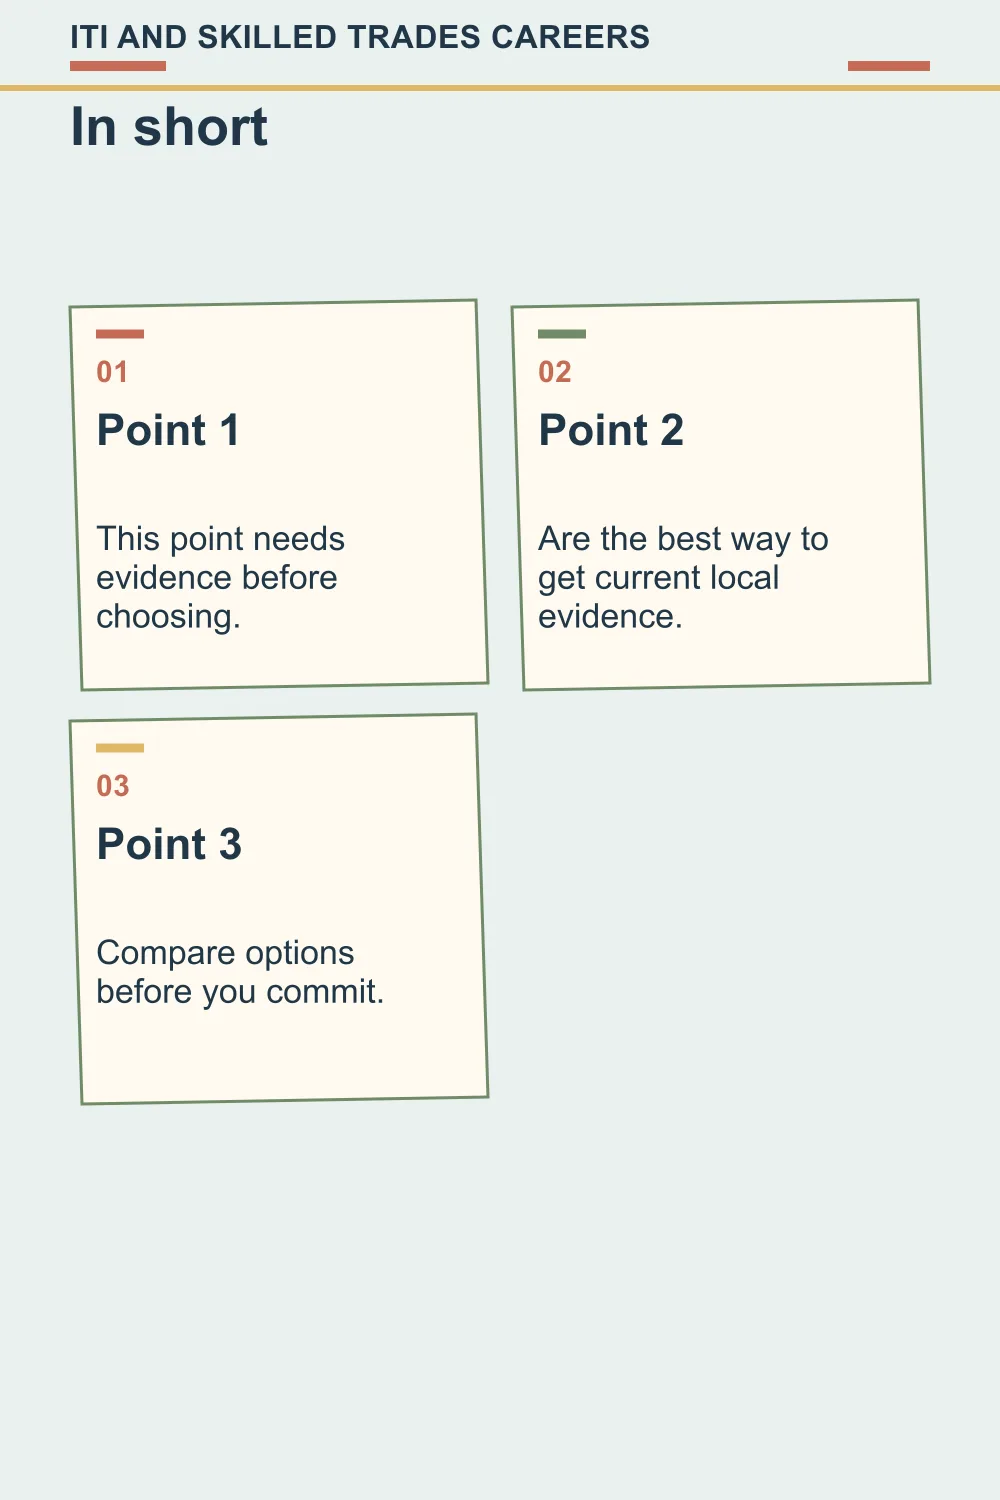 ITI AND SKILLED TRADES CAREERS
In short
01
Point 1
This point needs
evidence before
choosing.
02
Point 2
Are the best way to
get current local
evidence.
03
Point 3
Compare options
before you commit.